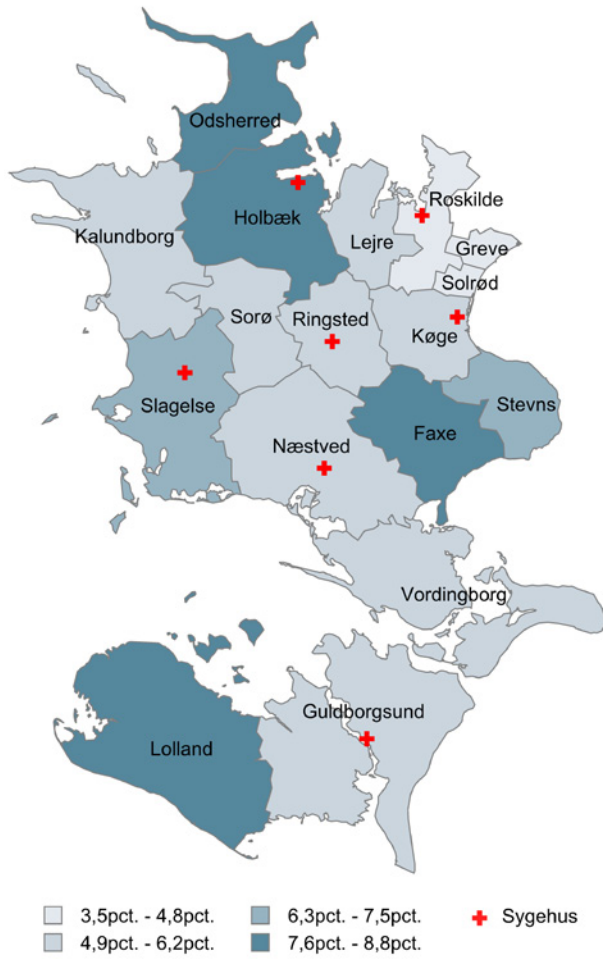 Odsherred
Holbæk
Roskilde
Kalundborg
Lejre
Greve
Solrød
Sorø
Ringsted
Køge
Slagelse
Stevns
Faxe
Næstved
Vordingborg
Guldborgsund
Lolland
3,5pct. - 4,8pct.
6,3pct. - 7,5pct.
Sygehus
4,9pct. - 6,2pct.
7,6pct. - 8,8pct.